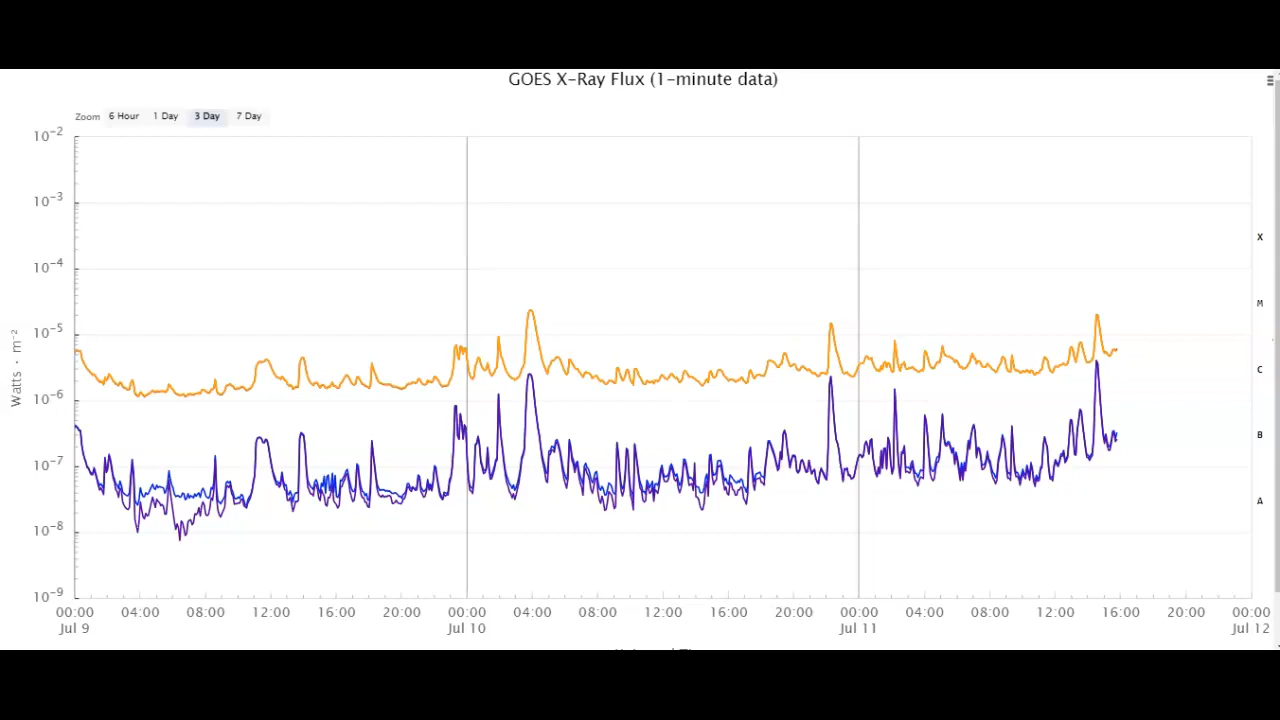 GOES X-Ray Flux (1-minute data)
Zoom 6 Hour 1 Day 3 Day 7 Day
10⁻²
10⁻³
10⁻⁴
10⁻⁵
10⁻⁶
10⁻⁷
10⁻⁸
10⁻⁹
Watts · m⁻²
X
M
C
B
A
00:00 04:00 08:00 12:00 16:00 20:00 00:00 04:00 08:00 12:00 16:00 20:00 00:00 04:00 08:00 12:00 16:00 20:00 00:00
Jul 9 Jul 10 Jul 11 Jul 12